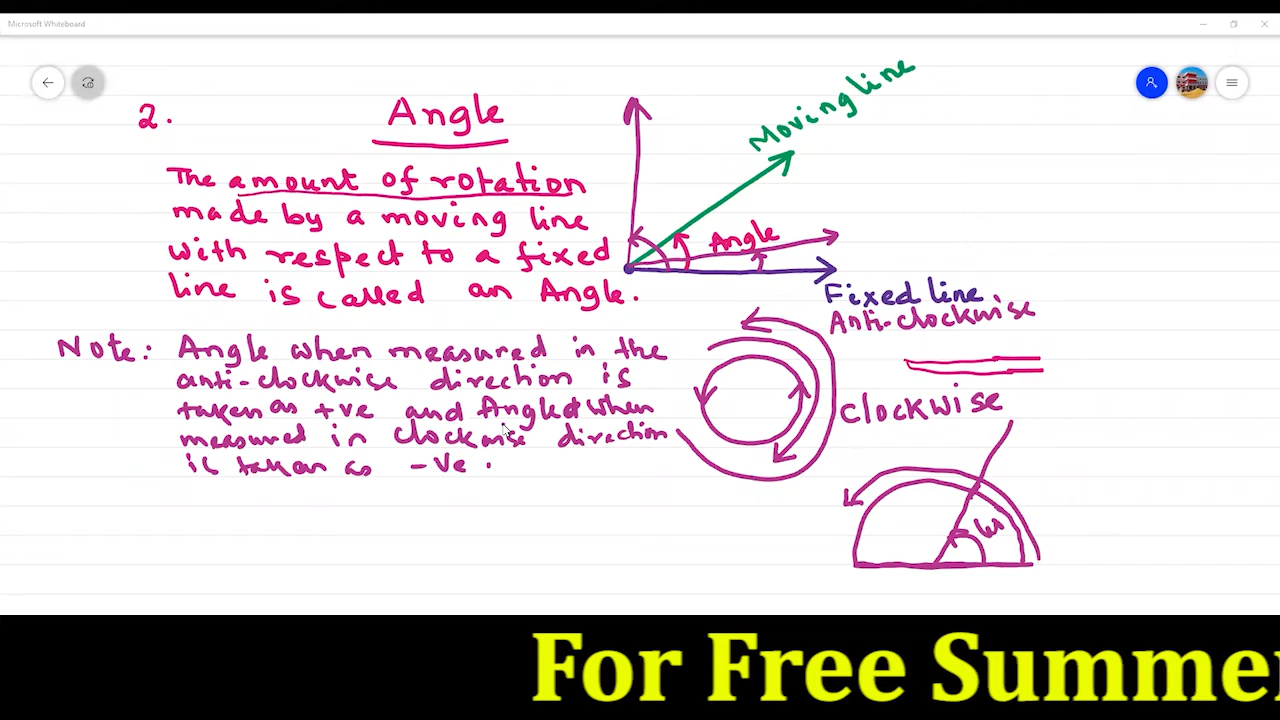 Microsoft Whiteboard
2. Angle
The amount of rotation
made by a moving line
with respect to a fixed
line is called an Angle.
Moving line
Angle
Fixed line
Anti-clockwise
Note: Angle when measured in the
anti-clockwise direction is
taken as +ve and Angle when
measured in clockwise direction
is taken as -ve.
clockwise
For Free Summer